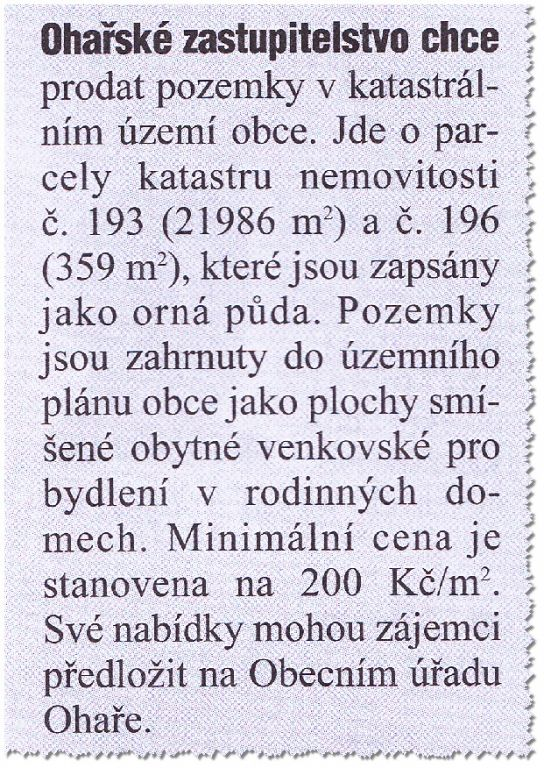 Ohařské zastupitelstvo chce
prodat pozemky v katastrál-
ním území obce. Jde o par-
cely katastru nemovitosti
č. 193 (21986 m²) a č. 196
(359 m²), které jsou zapsány
jako orná půda. Pozemky
jsou zahrnuty do územního
plánu obce jako plochy smí-
šené obytné venkovské pro
bydlení v rodinných do-
mech. Minimální cena je
stanovena na 200 Kč/m².
Své nabídky mohou zájemci
předložit na Obecním úřadu
Ohaře.